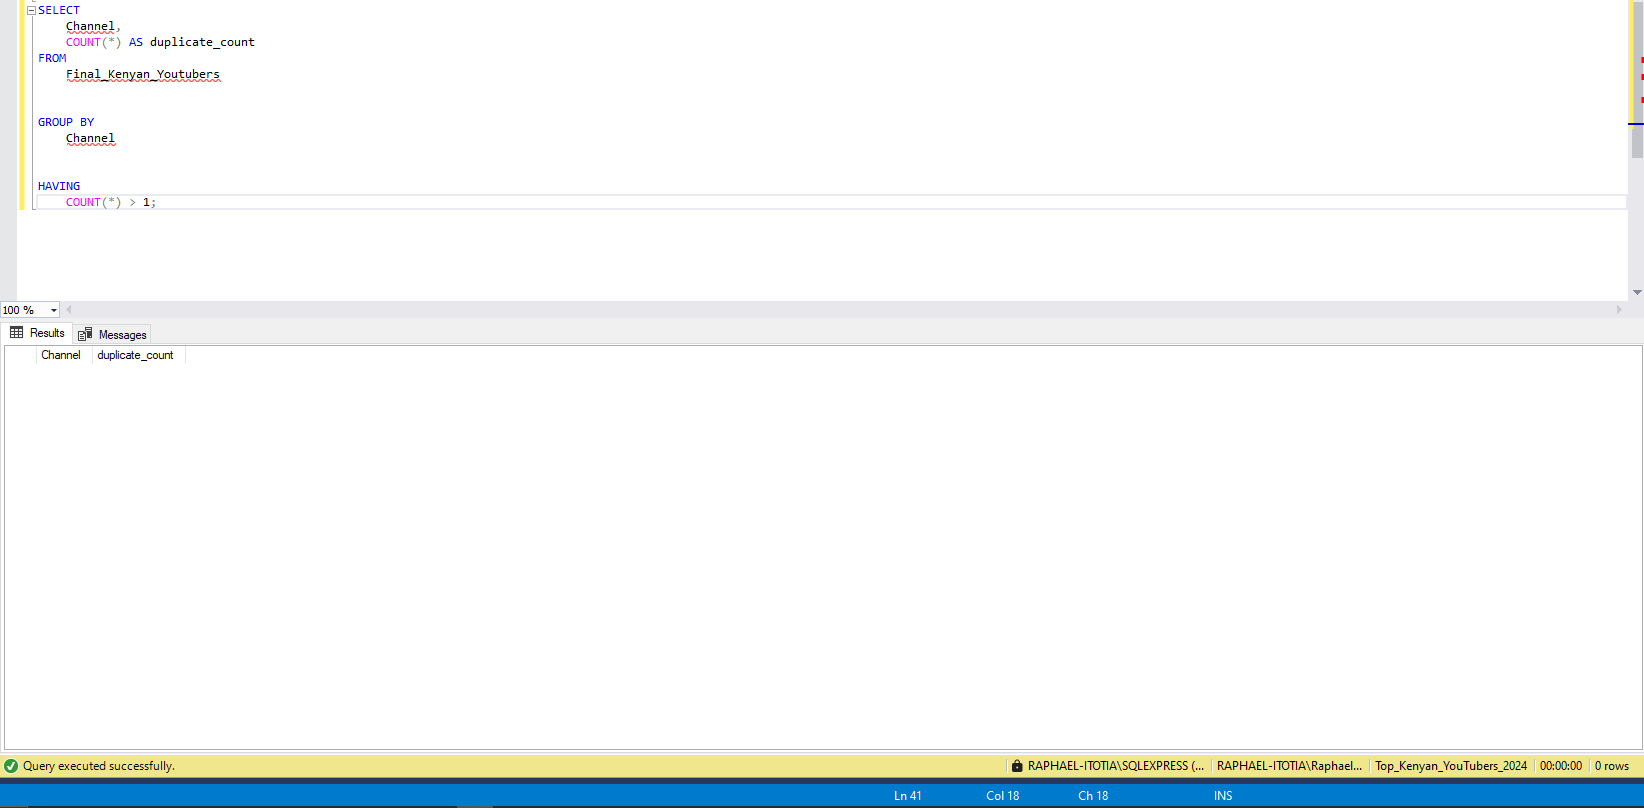 SELECT
Channel,
COUNT(*) AS duplicate_count
FROM
Final_Kenyan_Youtubers
GROUP BY
Channel
HAVING
COUNT(*) > 1;
100 %
Results Messages
Channel duplicate_count
Query executed successfully. RAPHAEL-ITOTIA\SQLEXPRESS (... RAPHAEL-ITOTIA\Raphael... Top_Kenyan_YouTubers_2024 00:00:00 0 rows
Ln 41 Col 18 Ch 18 INS